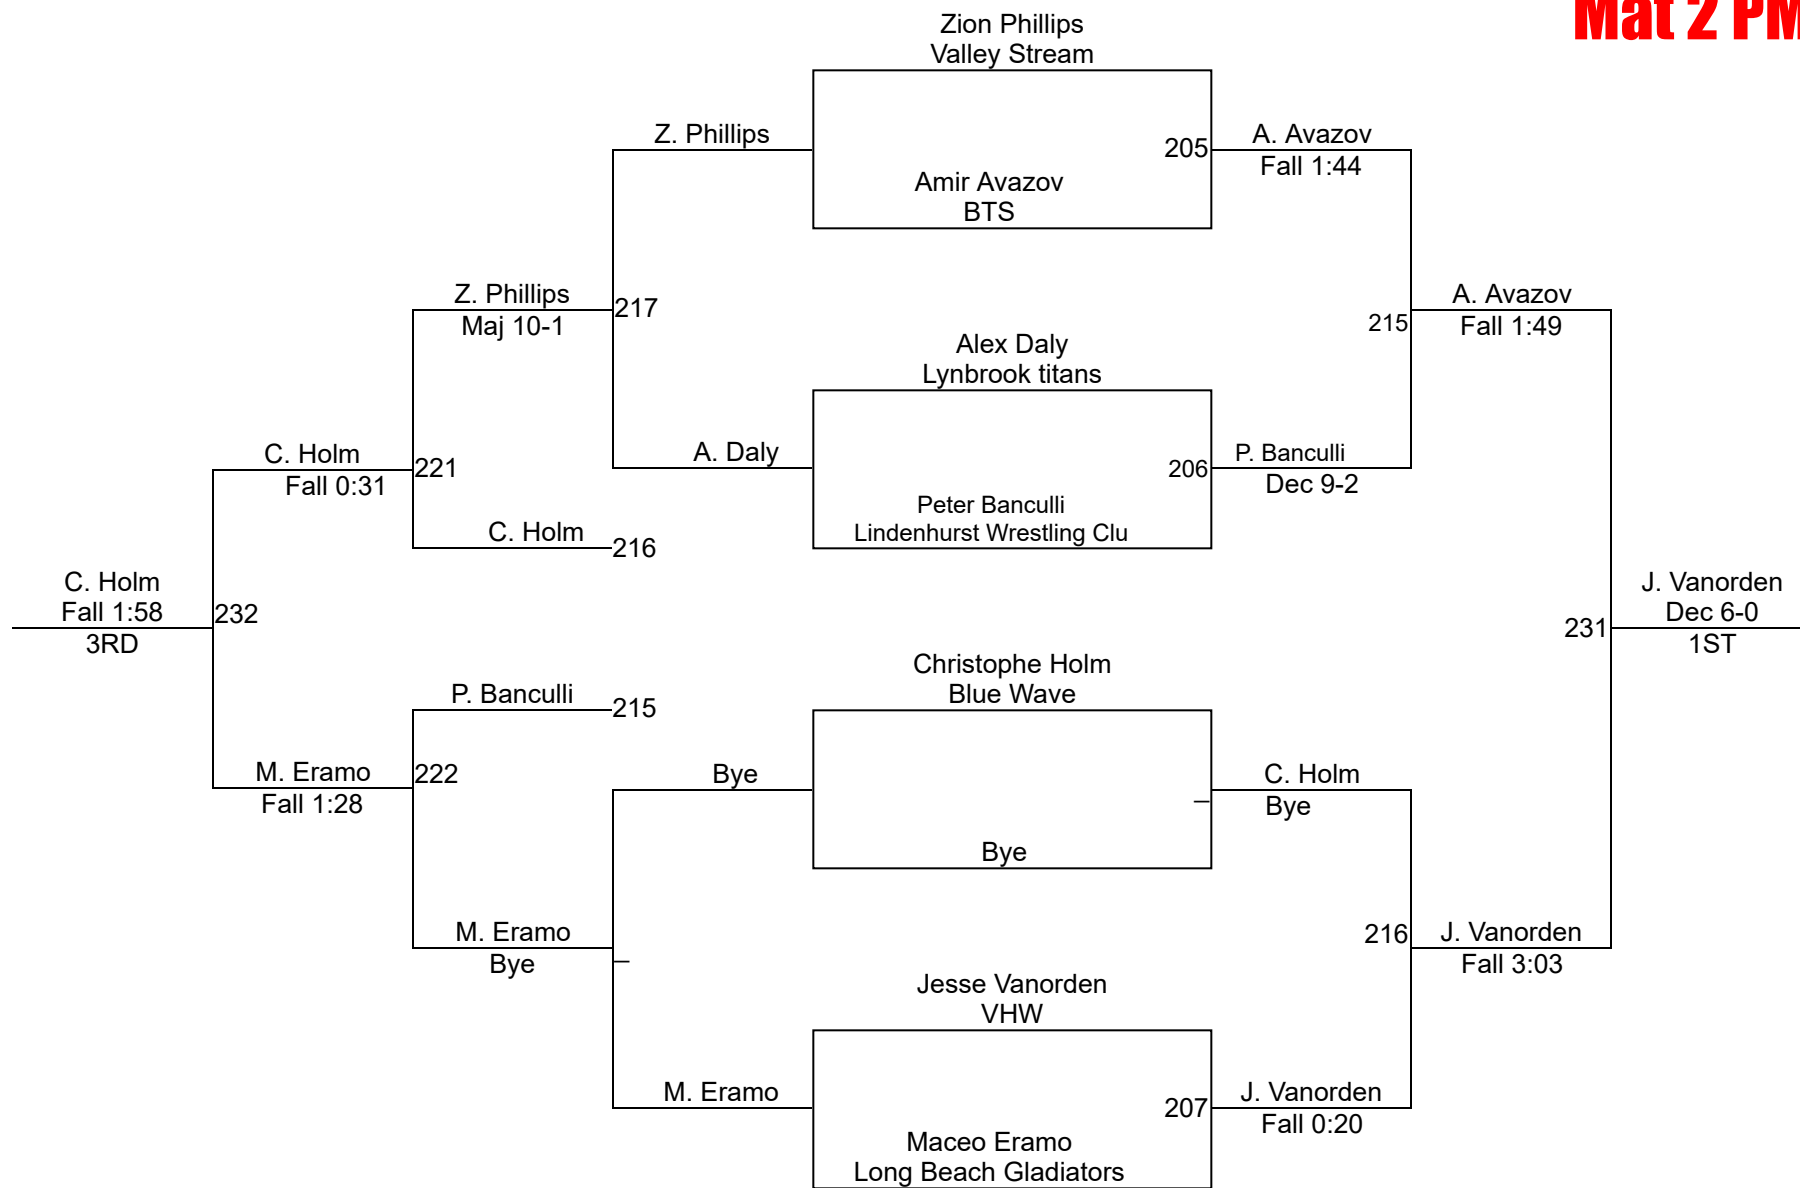 Mat 2 PM
Zion Phillips
Valley Stream
Z. Phillips
205
A. Avazov
Fall 1:44
Amir Avazov
BTS
Z. Phillips
Maj 10-1
217
215
A. Avazov
Fall 1:49
Alex Daly
Lynbrook titans
C. Holm
Fall 0:31
221
A. Daly
206
P. Banculli
Dec 9-2
Peter Banculli
Lindenhurst Wrestling Clu
C. Holm
216
C. Holm
Fall 1:58
3RD
232
231
J. Vanorden
Dec 6-0
1ST
Christophe Holm
Blue Wave
P. Banculli
215
M. Eramo
Fall 1:28
222
Bye
C. Holm
Bye
Bye
M. Eramo
Bye
216
J. Vanorden
Fall 3:03
Jesse Vanorden
VHW
M. Eramo
207
J. Vanorden
Fall 0:20
Maceo Eramo
Long Beach Gladiators